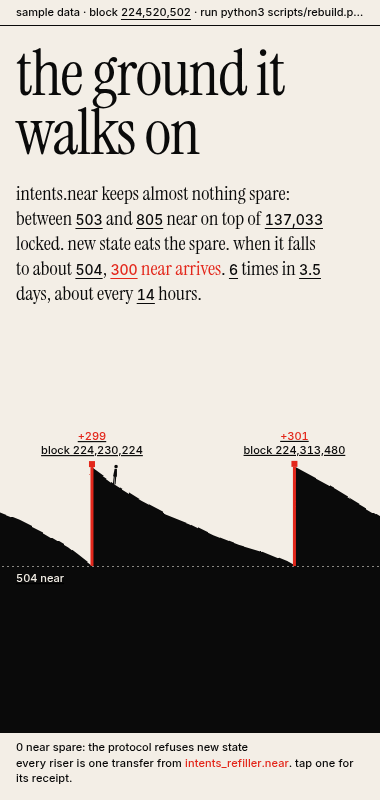 sample data · block 224,520,502 · run python3 scripts/rebuild.p...
the ground it
walks on
intents.near keeps almost nothing spare:
between 503 and 805 near on top of 137,033
locked. new state eats the spare. when it falls
to about 504, 300 near arrives. 6 times in 3.5
days, about every 14 hours.
+299
block 224,230,224
+301
block 224,313,480
504 near
0 near spare: the protocol refuses new state
every riser is one transfer from intents_refiller.near. tap one for
its receipt.